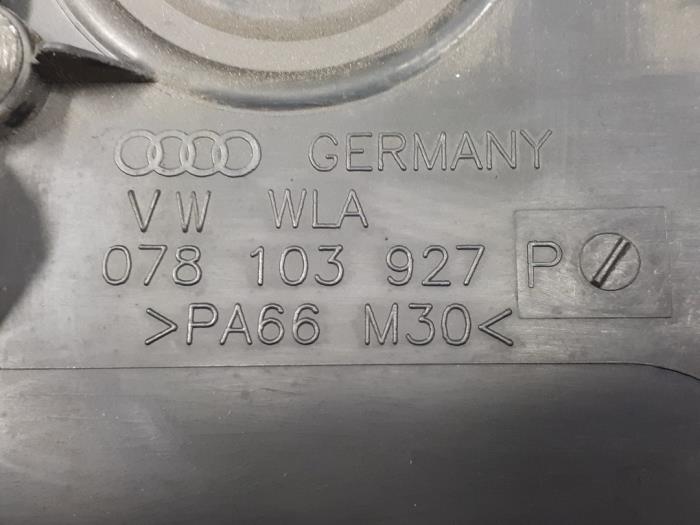 GERMANY
VW WLA
078 103 927 P
>PA66 M30<